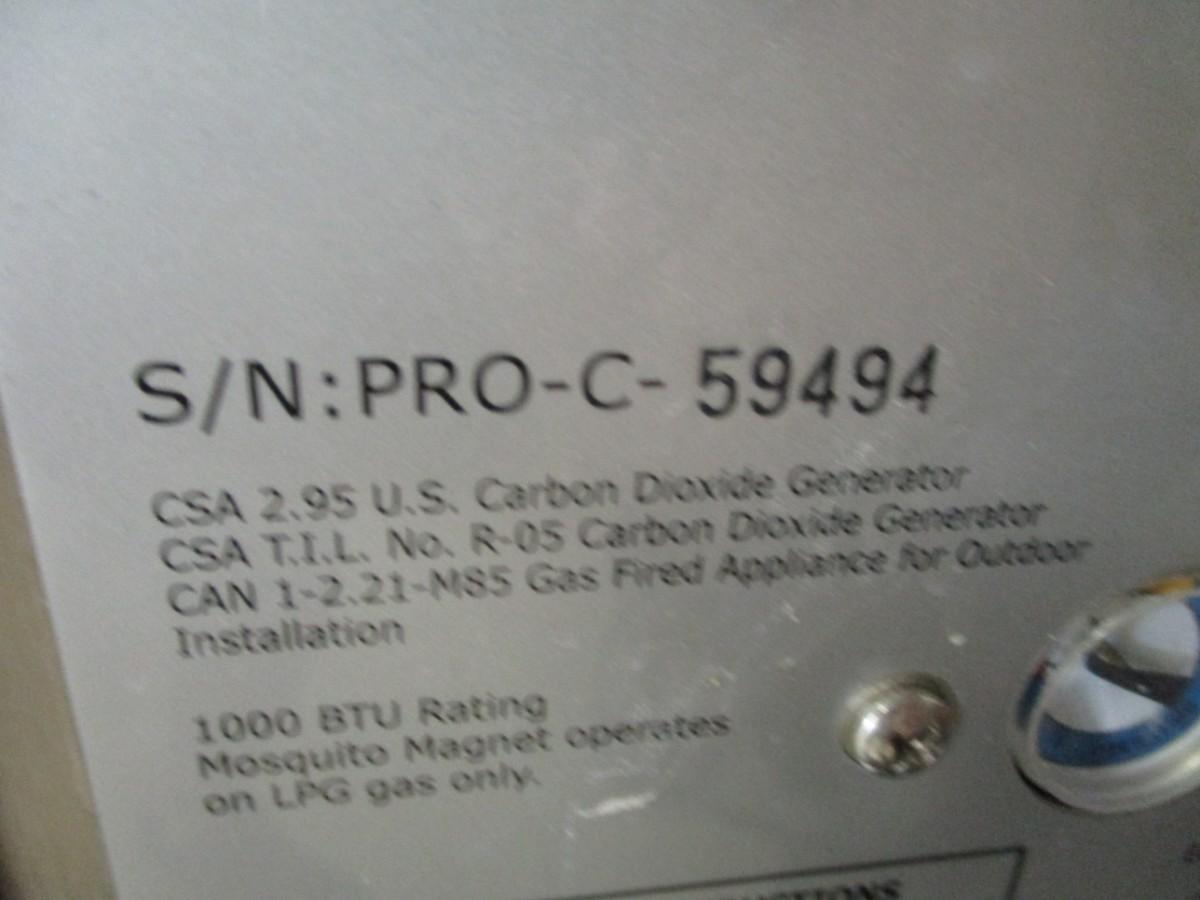 S/N:PRO-C- 59494
CSA 2.95 U.S. Carbon Dioxide Generator
CSA T.I.L. No. R-05 Carbon Dioxide Generator
CAN 1-2.21-M85 Gas Fired Appliance for Outdoor
Installation
1000 BTU Rating
Mosquito Magnet operates
on LPG gas only.